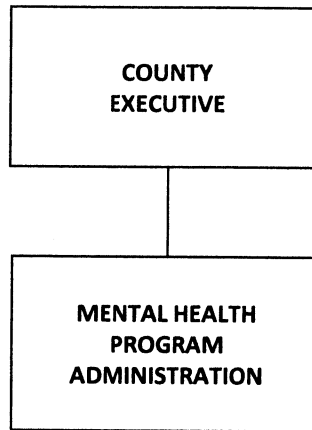 COUNTY
EXECUTIVE
MENTAL HEALTH
PROGRAM
ADMINISTRATION